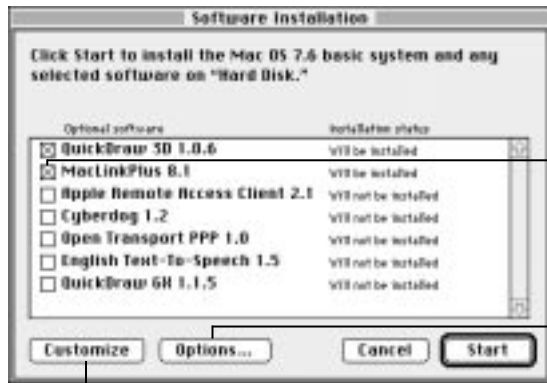 Software Installation
Click Start to install the Mac OS 7.6 basic system and any
selected software on "Hard Disk."
Optional software Installation status
QuickDraw 3D 1.0.6 Will be installed
MacLinkPlus 8.1 Will be installed
Apple Remote Access Client 2.1 Will not be installed
Cyberdog 1.2 Will not be installed
Open Transport PPP 1.0 Will not be installed
English Text-To-Speech 1.5 Will not be installed
QuickDraw GX 1.1.5 Will not be installed
Customize Options... Cancel Start